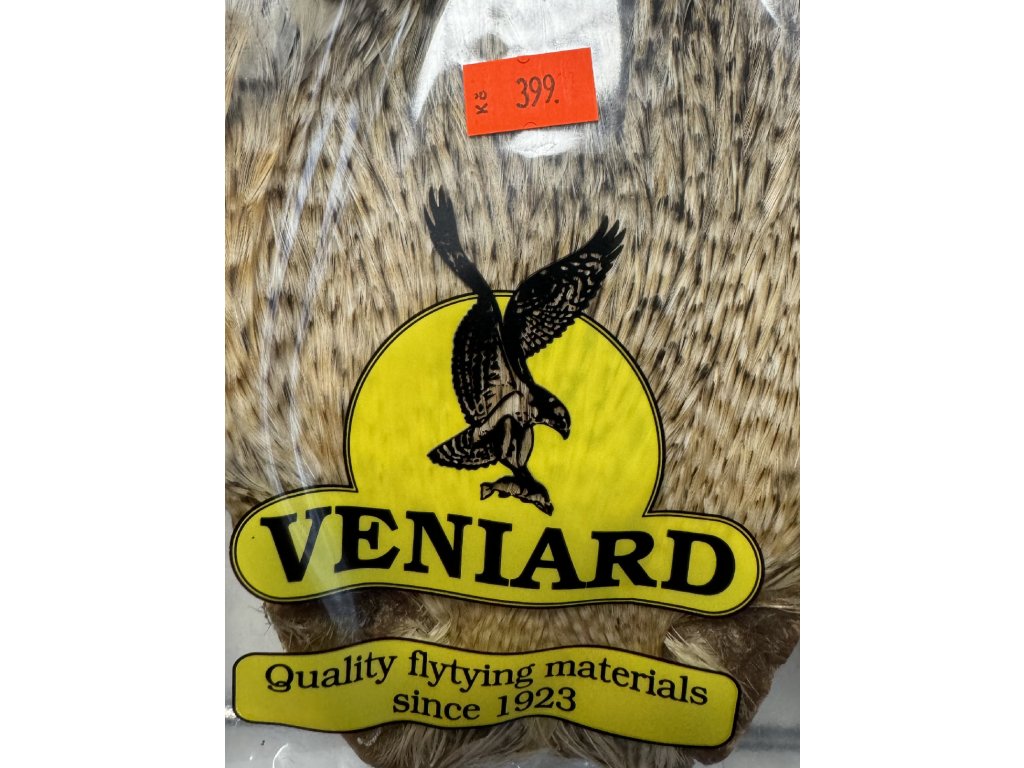 Kč 399.
VENIARD
Quality flytying materials
since 1923